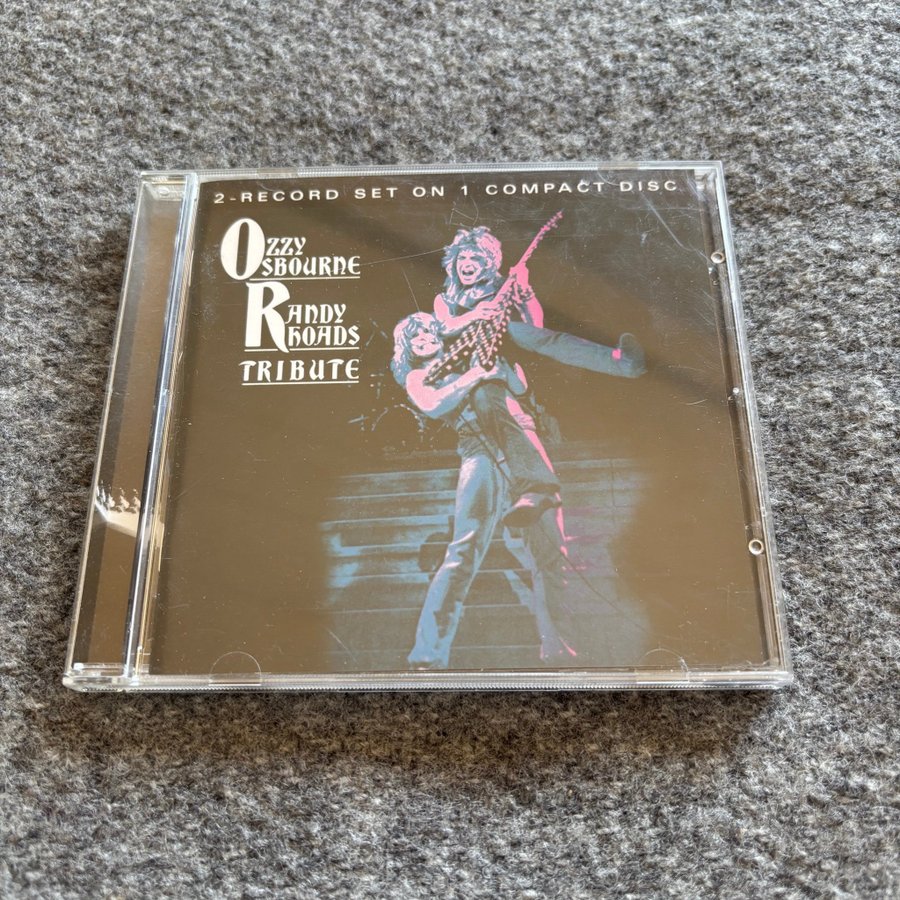 2-RECORD SET ON 1 COMPACT DISC
OZZY
OSBOURNE
RANDY
RHOADS
TRIBUTE